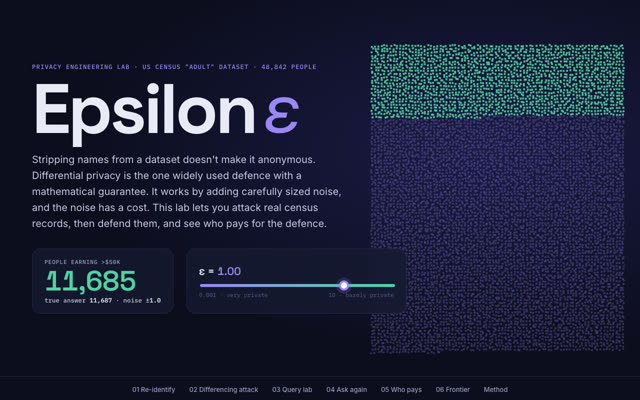 PRIVACY ENGINEERING LAB · US CENSUS "ADULT" DATASET · 48,842 PEOPLE
Epsilon ε
Stripping names from a dataset doesn't make it anonymous.
Differential privacy is the one widely used defence with a
mathematical guarantee. It works by adding carefully sized noise,
and the noise has a cost. This lab lets you attack real census
records, then defend them, and see who pays for the defence.
PEOPLE EARNING >$50K
11,685
true answer 11,687 · noise ±1.0
ε = 1.00
0.001 · very private
10 · barely private
01 Re-identify
02 Differencing attack
03 Query lab
04 Ask again
05 Who pays
06 Frontier
Method